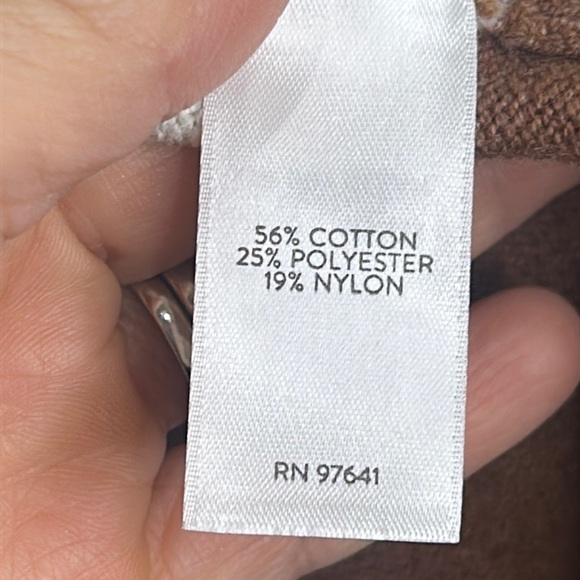 56% COTTON
25% POLYESTER
19% NYLON
RN 97641